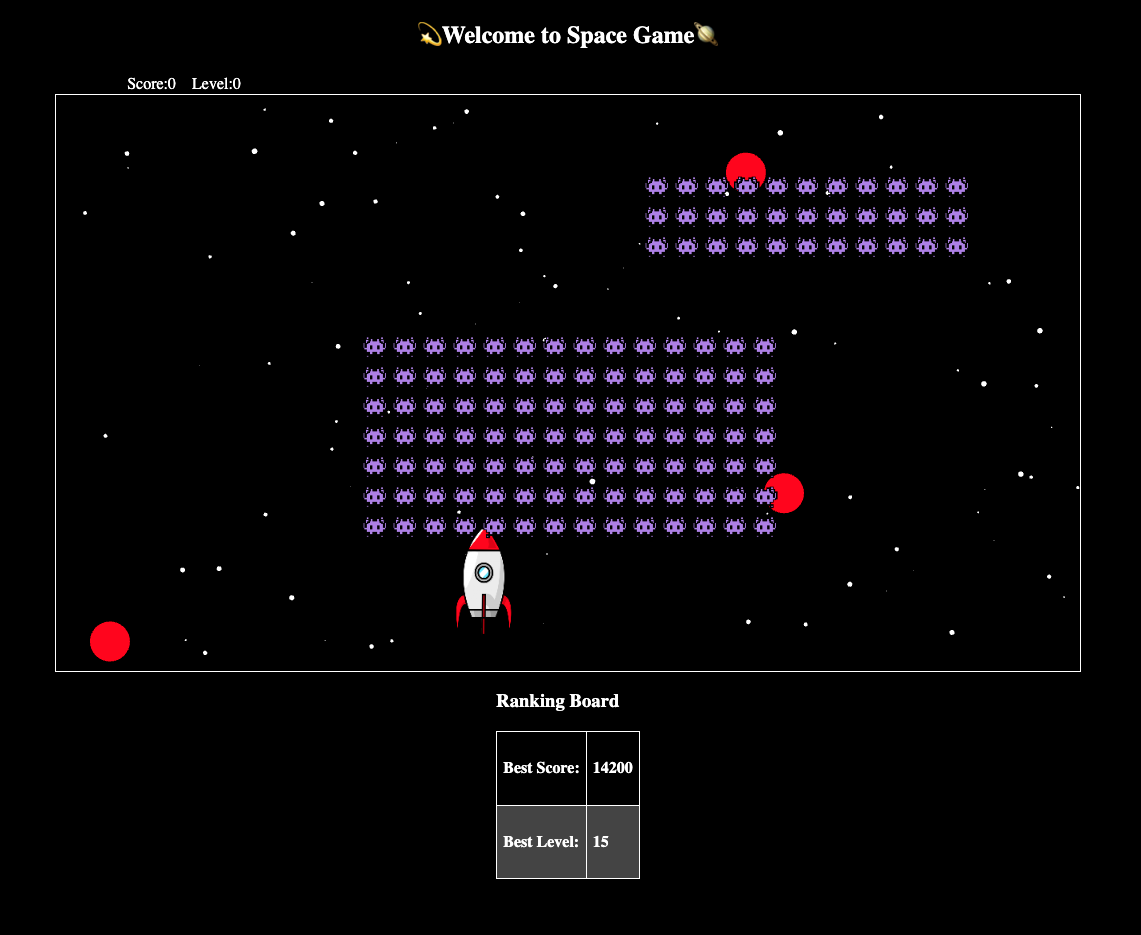 💫Welcome to Space Game🪐
Score:0 Level:0
Ranking Board
Best Score: 14200
Best Level: 15